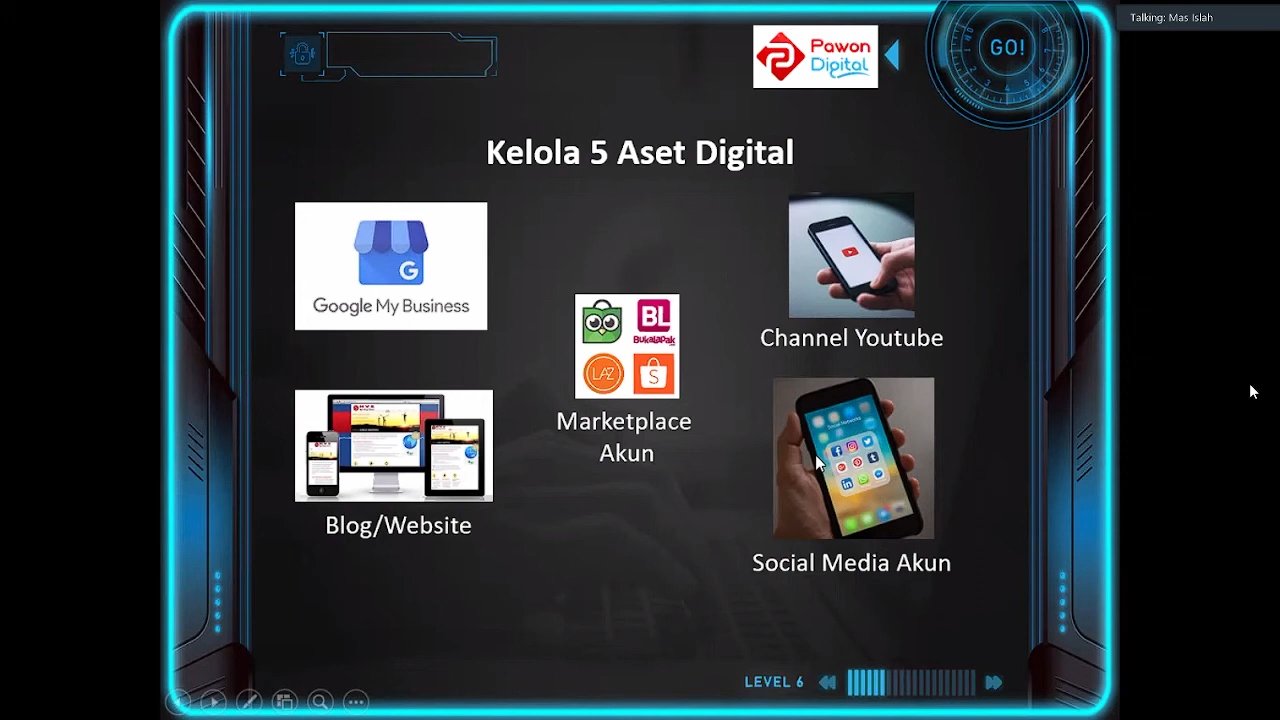 Talking: Mas Islah
Pawon
Digital
GO!
Kelola 5 Aset Digital
Google My Business
G
BL
BUKALAPAK
LAZ
S
Marketplace
Akun
Channel Youtube
Blog/Website
Social Media Akun
LEVEL 6